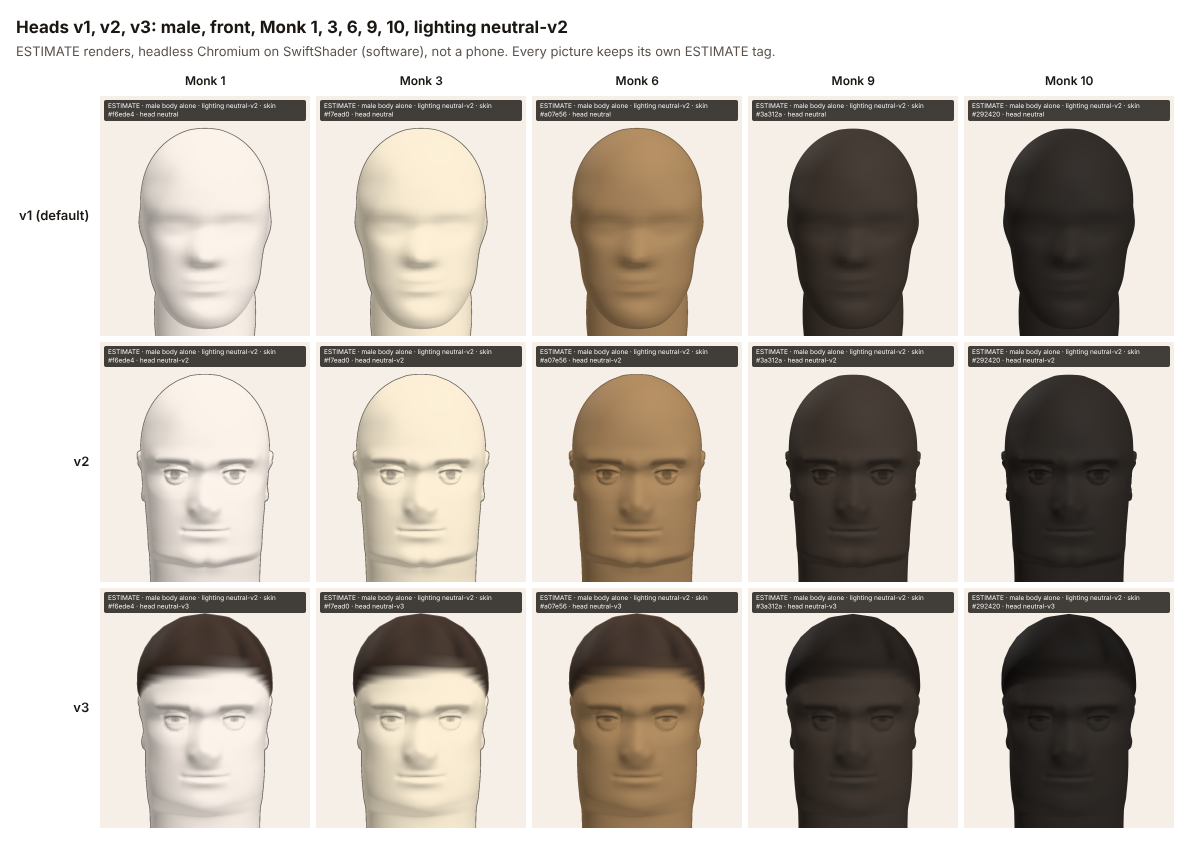 Heads v1, v2, v3: male, front, Monk 1, 3, 6, 9, 10, lighting neutral-v2
ESTIMATE renders, headless Chromium on SwiftShader (software), not a phone. Every picture keeps its own ESTIMATE tag.
Monk 1 Monk 3 Monk 6 Monk 9 Monk 10
ESTIMATE · male body alone · lighting neutral-v2 · skin
#f6ede4 · head neutral
ESTIMATE · male body alone · lighting neutral-v2 · skin
#f7ead0 · head neutral
ESTIMATE · male body alone · lighting neutral-v2 · skin
#a07e56 · head neutral
ESTIMATE · male body alone · lighting neutral-v2 · skin
#3a312a · head neutral
ESTIMATE · male body alone · lighting neutral-v2 · skin
#292420 · head neutral
v1 (default)
ESTIMATE · male body alone · lighting neutral-v2 · skin
#f6ede4 · head neutral-v2
ESTIMATE · male body alone · lighting neutral-v2 · skin
#f7ead0 · head neutral-v2
ESTIMATE · male body alone · lighting neutral-v2 · skin
#a07e56 · head neutral-v2
ESTIMATE · male body alone · lighting neutral-v2 · skin
#3a312a · head neutral-v2
ESTIMATE · male body alone · lighting neutral-v2 · skin
#292420 · head neutral-v2
v2
ESTIMATE · male body alone · lighting neutral-v2 · skin
#f6ede4 · head neutral-v3
ESTIMATE · male body alone · lighting neutral-v2 · skin
#f7ead0 · head neutral-v3
ESTIMATE · male body alone · lighting neutral-v2 · skin
#a07e56 · head neutral-v3
ESTIMATE · male body alone · lighting neutral-v2 · skin
#3a312a · head neutral-v3
ESTIMATE · male body alone · lighting neutral-v2 · skin
#292420 · head neutral-v3
v3